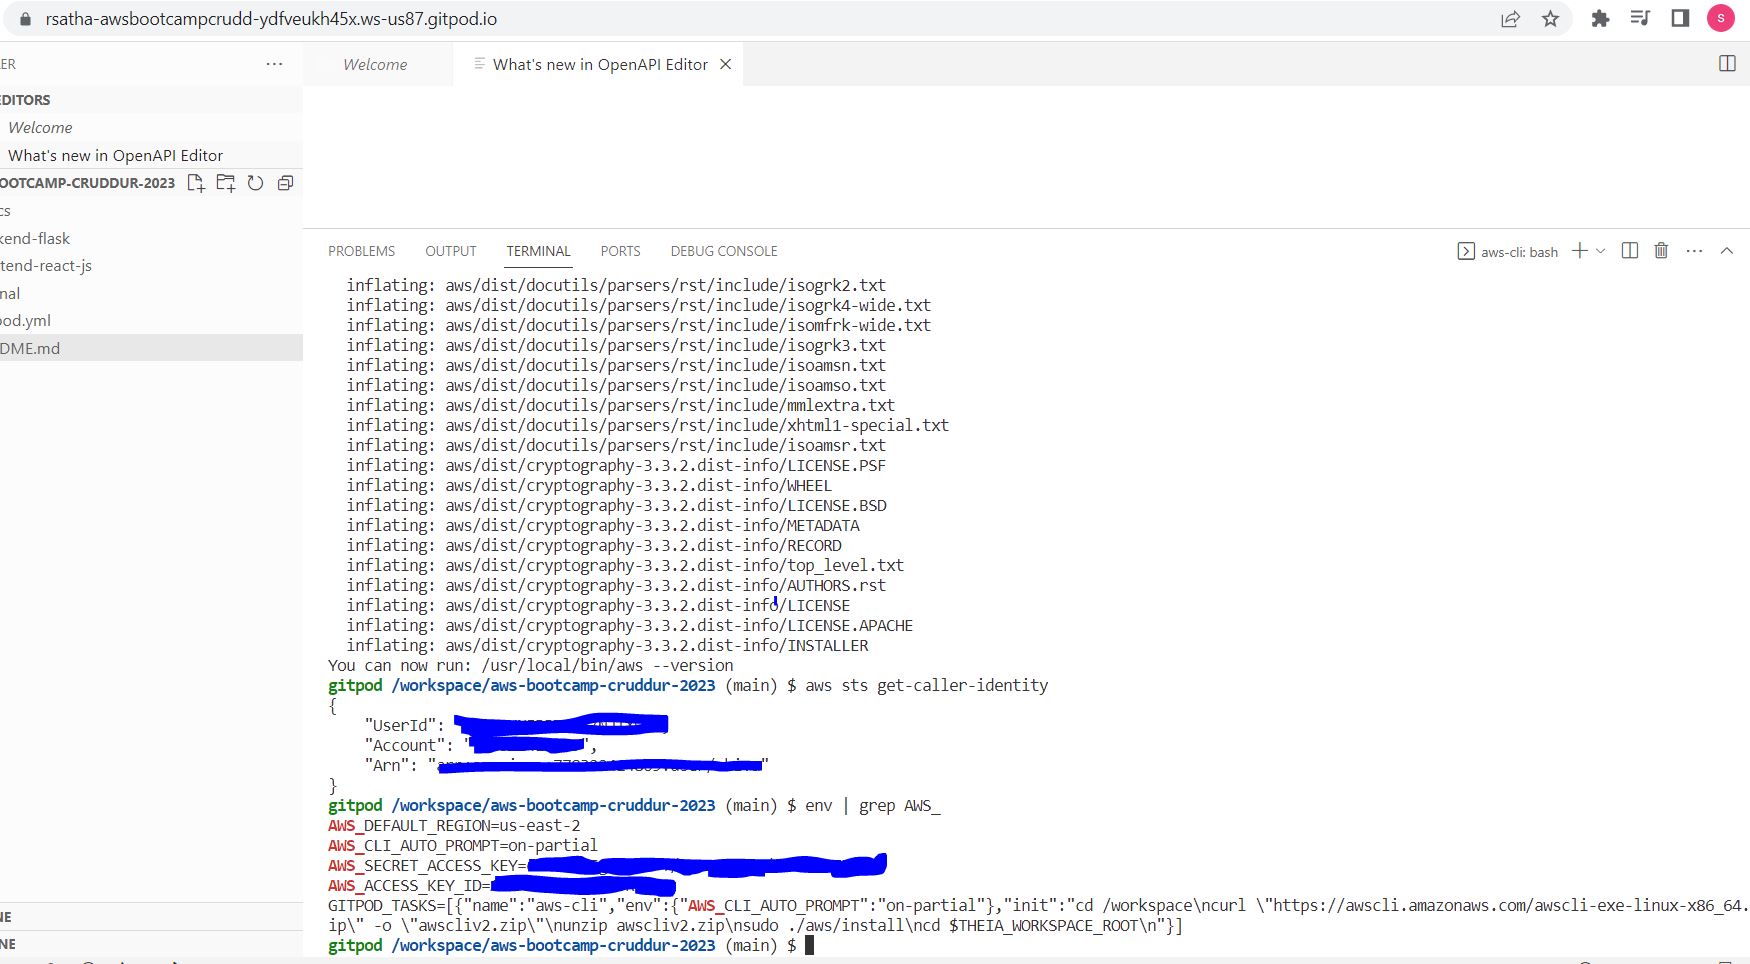 rsatha-awsbootcampcrudd-ydfveukh45x.ws-us87.gitpod.io
S
ER
Welcome
What's new in OpenAPI Editor
EDITORS
Welcome
What's new in OpenAPI Editor
OOTCAMP-CRUDDUR-2023
cs
kend-flask
tend-react-js
nal
pod.yml
DME.md
NE
NE
PROBLEMS OUTPUT TERMINAL PORTS DEBUG CONSOLE
aws-cli: bash
inflating: aws/dist/docutils/parsers/rst/include/isogrk2.txt
inflating: aws/dist/docutils/parsers/rst/include/isogrk4-wide.txt
inflating: aws/dist/docutils/parsers/rst/include/isomfrk-wide.txt
inflating: aws/dist/docutils/parsers/rst/include/isogrk3.txt
inflating: aws/dist/docutils/parsers/rst/include/isoamsn.txt
inflating: aws/dist/docutils/parsers/rst/include/isoamso.txt
inflating: aws/dist/docutils/parsers/rst/include/mmlextra.txt
inflating: aws/dist/docutils/parsers/rst/include/xhtml1-special.txt
inflating: aws/dist/docutils/parsers/rst/include/isoamsr.txt
inflating: aws/dist/cryptography-3.3.2.dist-info/LICENSE.PSF
inflating: aws/dist/cryptography-3.3.2.dist-info/WHEEL
inflating: aws/dist/cryptography-3.3.2.dist-info/LICENSE.BSD
inflating: aws/dist/cryptography-3.3.2.dist-info/METADATA
inflating: aws/dist/cryptography-3.3.2.dist-info/RECORD
inflating: aws/dist/cryptography-3.3.2.dist-info/top_level.txt
inflating: aws/dist/cryptography-3.3.2.dist-info/AUTHORS.rst
inflating: aws/dist/cryptography-3.3.2.dist-info/LICENSE
inflating: aws/dist/cryptography-3.3.2.dist-info/LICENSE.APACHE
inflating: aws/dist/cryptography-3.3.2.dist-info/INSTALLER
You can now run: /usr/local/bin/aws --version
gitpod /workspace/aws-bootcamp-cruddur-2023 (main) $ aws sts get-caller-identity
{
"UserId":
"Account": "",
"Arn": ""
}
gitpod /workspace/aws-bootcamp-cruddur-2023 (main) $ env | grep AWS_
AWS_DEFAULT_REGION=us-east-2
AWS_CLI_AUTO_PROMPT=on-partial
AWS_SECRET_ACCESS_KEY=
AWS_ACCESS_KEY_ID=
GITPOD_TASKS=[{"name":"aws-cli","env":{"AWS_CLI_AUTO_PROMPT":"on-partial"},"init":"cd /workspace\ncurl \"https://awscli.amazonaws.com/awscli-exe-linux-x86_64.
ip\" -o \"awscliv2.zip\"\nunzip awscliv2.zip\nsudo ./aws/install\ncd $THEIA_WORKSPACE_ROOT\n"}]
gitpod /workspace/aws-bootcamp-cruddur-2023 (main) $